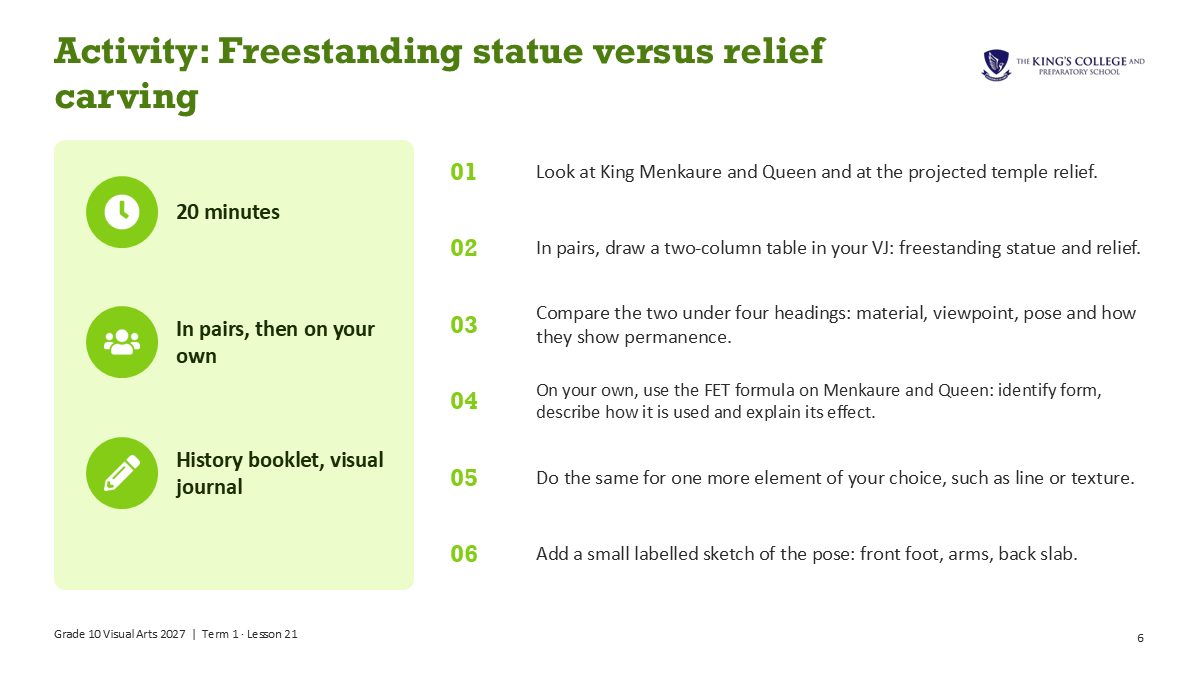 Activity: Freestanding statue versus relief
carving
THE KING'S COLLEGE AND
PREPARATORY SCHOOL
20 minutes
In pairs, then on your
own
History booklet, visual
journal
01
Look at King Menkaure and Queen and at the projected temple relief.
02
In pairs, draw a two-column table in your VJ: freestanding statue and relief.
03
Compare the two under four headings: material, viewpoint, pose and how
they show permanence.
04
On your own, use the FET formula on Menkaure and Queen: identify form,
describe how it is used and explain its effect.
05
Do the same for one more element of your choice, such as line or texture.
06
Add a small labelled sketch of the pose: front foot, arms, back slab.
Grade 10 Visual Arts 2027 | Term 1 · Lesson 21
6